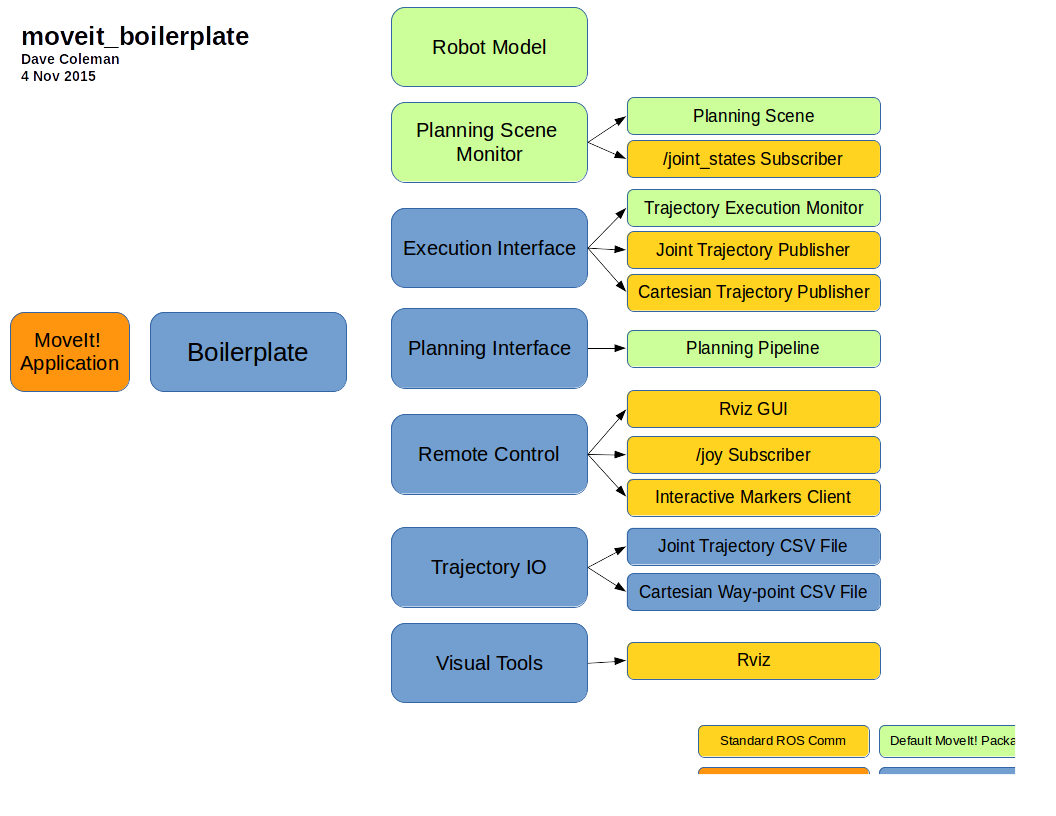 moveit_boilerplate
Dave Coleman
4 Nov 2015
Robot Model
Planning Scene
Monitor
Planning Scene
/joint_states Subscriber
Execution Interface
Trajectory Execution Monitor
Joint Trajectory Publisher
Cartesian Trajectory Publisher
MoveIt!
Application
Boilerplate
Planning Interface
Planning Pipeline
Remote Control
Rviz GUI
/joy Subscriber
Interactive Markers Client
Trajectory IO
Joint Trajectory CSV File
Cartesian Way-point CSV File
Visual Tools
Rviz
Standard ROS Comm
Default MoveIt!